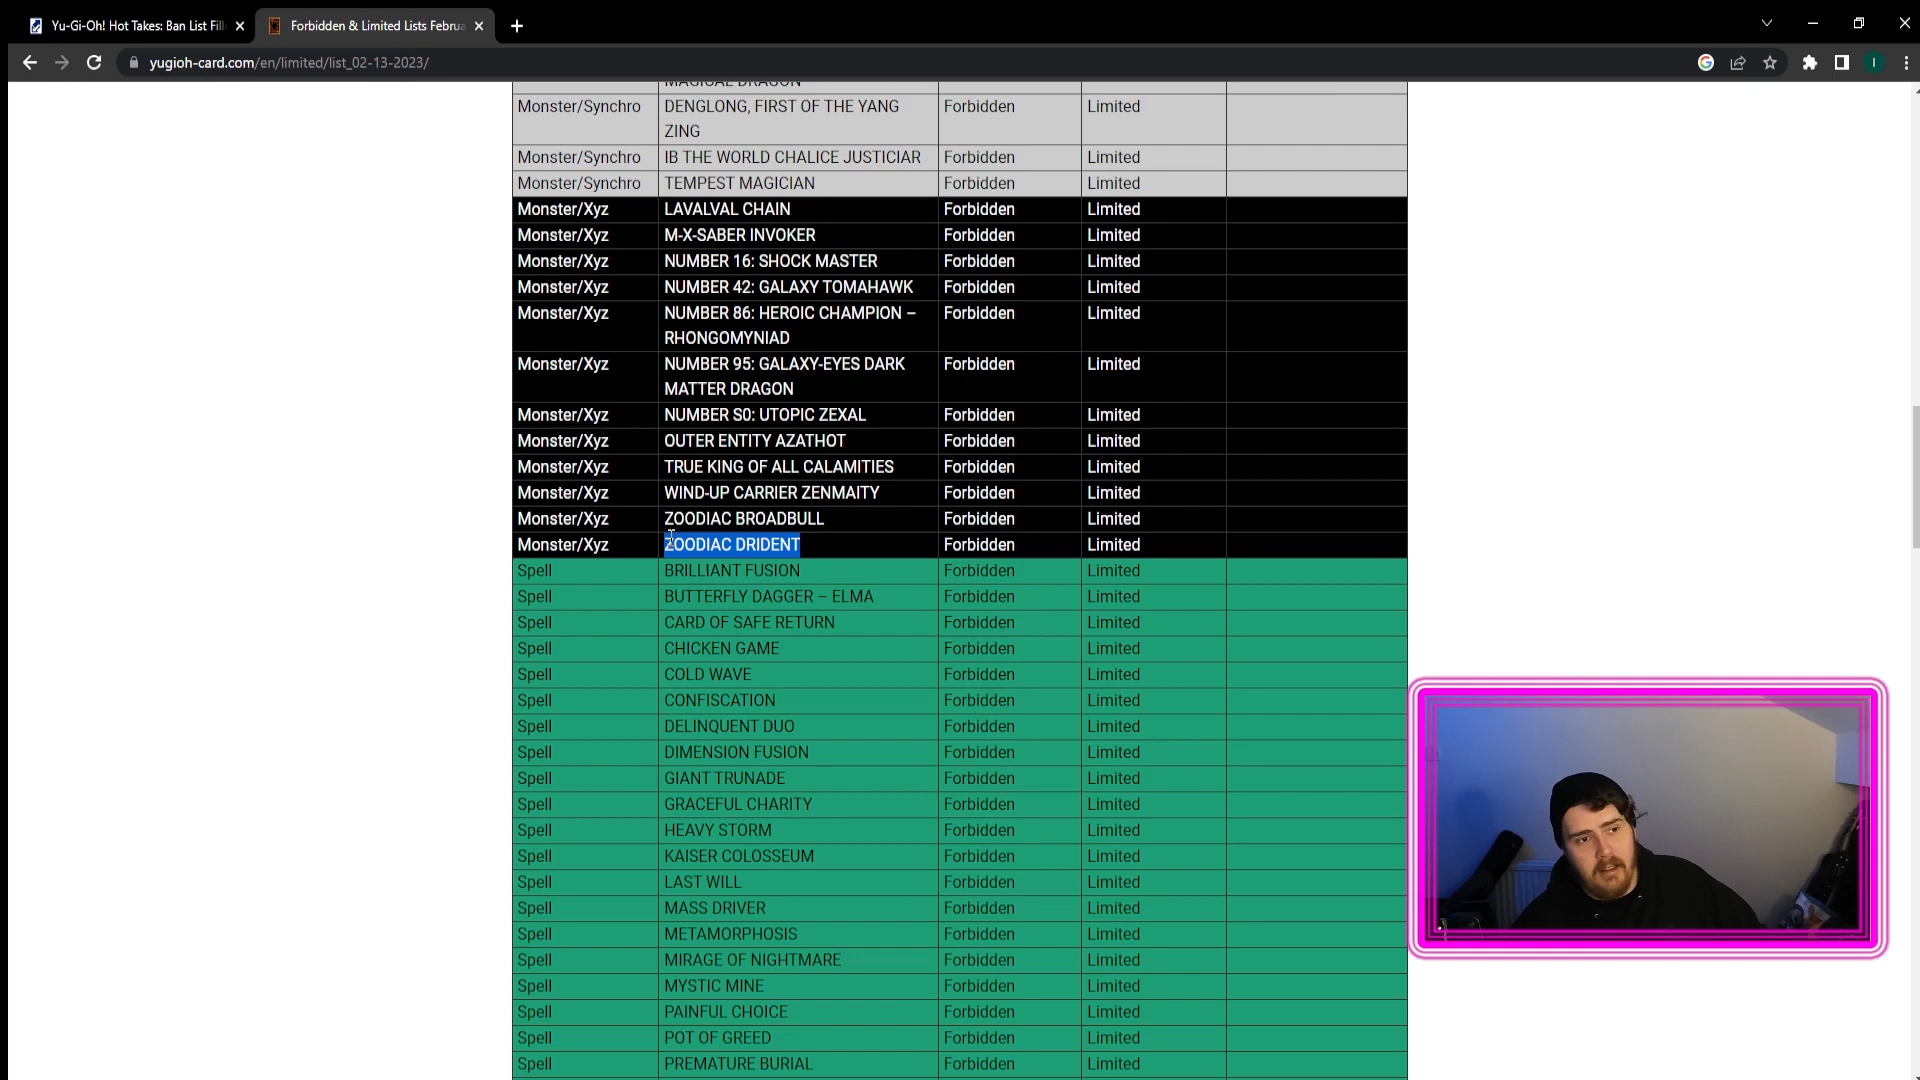 Yu-Gi-Oh! Hot Takes: Ban List Fill
Forbidden & Limited Lists Februa
yugioh-card.com/en/limited/list_02-13-2023/
I
MAGICAL DRAGON
Monster/Synchro DENGLONG, FIRST OF THE YANG Forbidden Limited
ZING
Monster/Synchro IB THE WORLD CHALICE JUSTICIAR Forbidden Limited
Monster/Synchro TEMPEST MAGICIAN Forbidden Limited
Monster/Xyz LAVALVAL CHAIN Forbidden Limited
Monster/Xyz M-X-SABER INVOKER Forbidden Limited
Monster/Xyz NUMBER 16: SHOCK MASTER Forbidden Limited
Monster/Xyz NUMBER 42: GALAXY TOMAHAWK Forbidden Limited
Monster/Xyz NUMBER 86: HEROIC CHAMPION – Forbidden Limited
RHONGOMYNIAD
Monster/Xyz NUMBER 95: GALAXY-EYES DARK Forbidden Limited
MATTER DRAGON
Monster/Xyz NUMBER S0: UTOPIC ZEXAL Forbidden Limited
Monster/Xyz OUTER ENTITY AZATHOT Forbidden Limited
Monster/Xyz TRUE KING OF ALL CALAMITIES Forbidden Limited
Monster/Xyz WIND-UP CARRIER ZENMAITY Forbidden Limited
Monster/Xyz ZOODIAC BROADBULL Forbidden Limited
Monster/Xyz ZOODIAC DRIDENT Forbidden Limited
Spell BRILLIANT FUSION Forbidden Limited
Spell BUTTERFLY DAGGER – ELMA Forbidden Limited
Spell CARD OF SAFE RETURN Forbidden Limited
Spell CHICKEN GAME Forbidden Limited
Spell COLD WAVE Forbidden Limited
Spell CONFISCATION Forbidden Limited
Spell DELINQUENT DUO Forbidden Limited
Spell DIMENSION FUSION Forbidden Limited
Spell GIANT TRUNADE Forbidden Limited
Spell GRACEFUL CHARITY Forbidden Limited
Spell HEAVY STORM Forbidden Limited
Spell KAISER COLOSSEUM Forbidden Limited
Spell LAST WILL Forbidden Limited
Spell MASS DRIVER Forbidden Limited
Spell METAMORPHOSIS Forbidden Limited
Spell MIRAGE OF NIGHTMARE Forbidden Limited
Spell MYSTIC MINE Forbidden Limited
Spell PAINFUL CHOICE Forbidden Limited
Spell POT OF GREED Forbidden Limited
Spell PREMATURE BURIAL Forbidden Limited